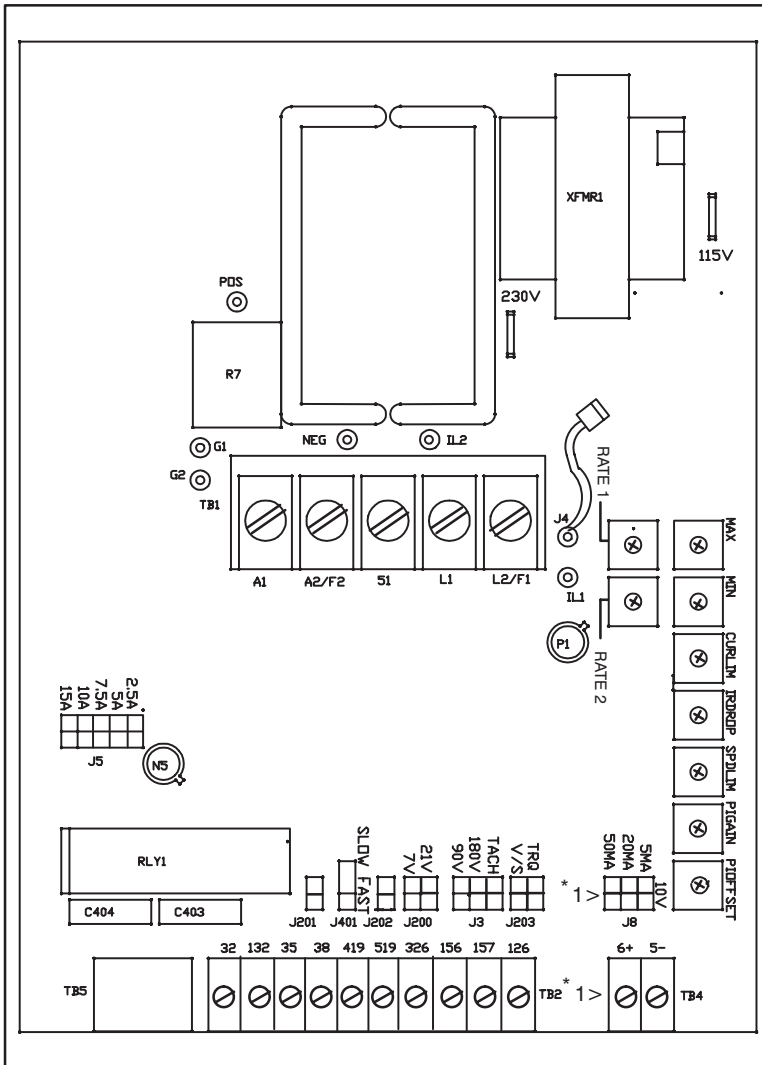 XFMR1
115V
230V
POS
R7
G1
G2
NEG
IL2
TB1
A1
A2/F2
51
L1
L2/F1
J4
IL1
P1
RATE 1
RATE 2
MAX
MIN
CURLIM
IRDROP
SPDLIM
PIGAIN
PIOFFSET
15A
10A
7.5A
5A
2.5A
J5
N5
RLY1
C404
C403
J201
SLOW FAST
J401
J202
7V
21V
J200
90V
180V
TACH
J3
V/S
TRQ
J203
*1>
50MA
20MA
5MA
10V
J8
TB5
32 132 35 38 419 519 326 156 157 126
TB2
*1>
6+ 5-
TB4